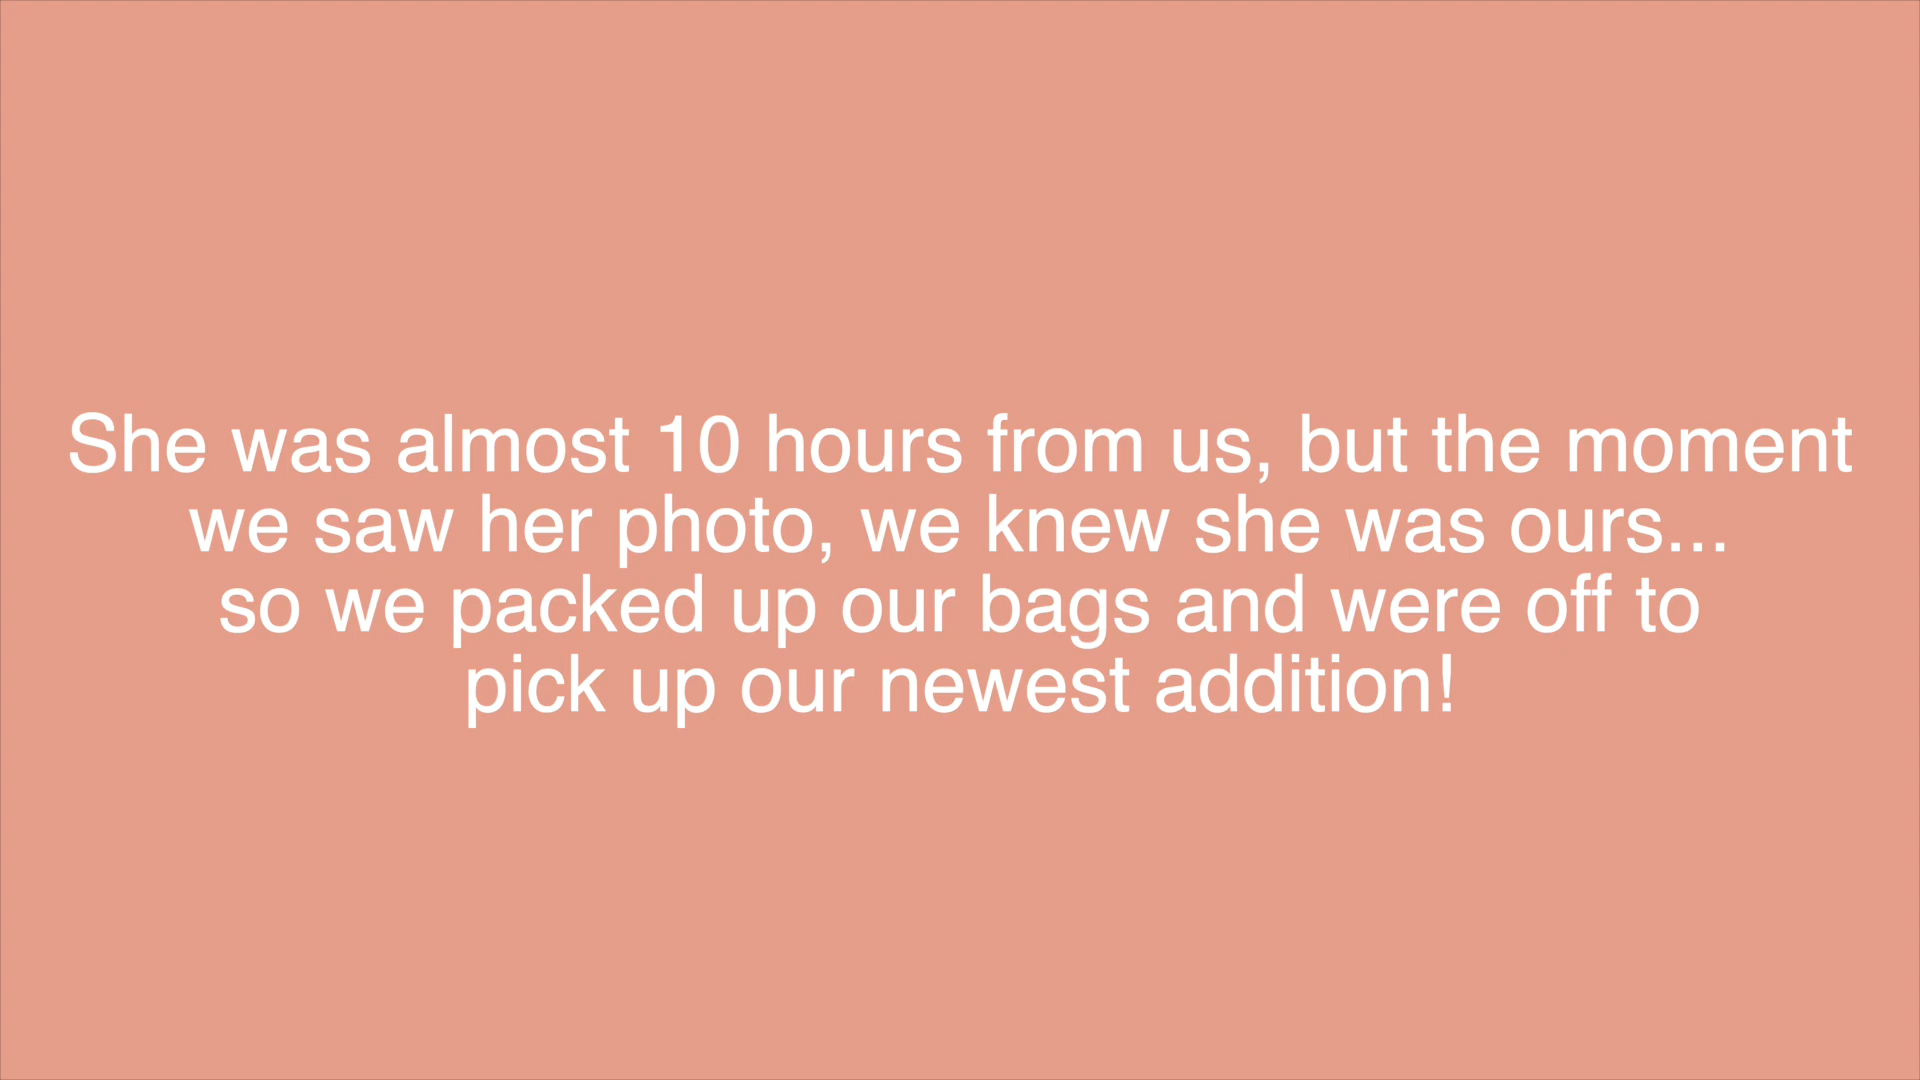 She was almost 10 hours from us, but the moment
we saw her photo, we knew she was ours...
so we packed up our bags and were off to
pick up our newest addition!